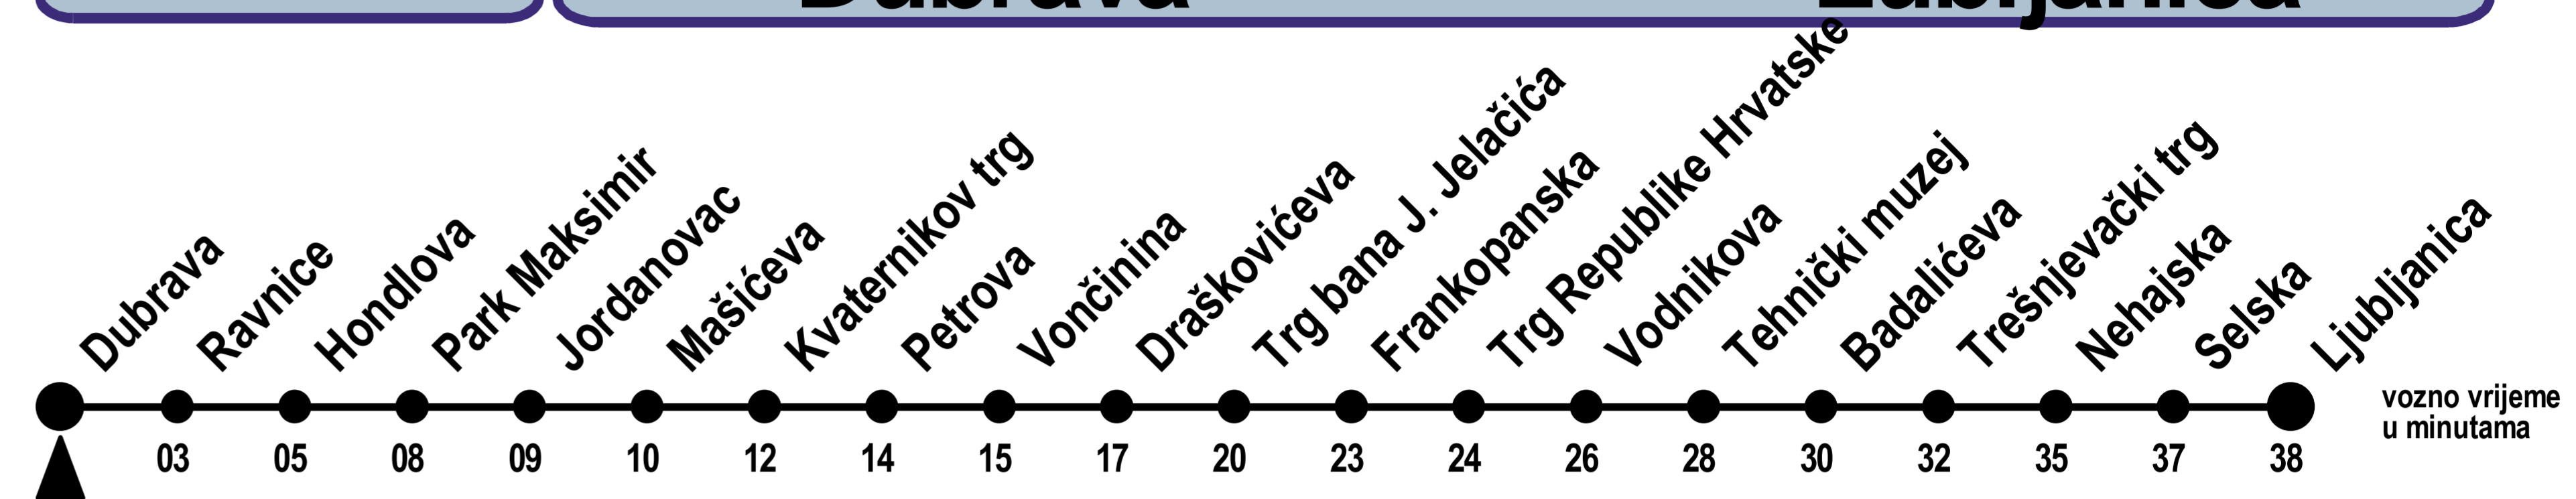 Dubrava
Ravnice
Hondlova
Park Maksimir
Jordanovac
Mašićeva
Kvaternikov trg
Petrova
Vončinina
Draškovićeva
Trg bana J. Jelačića
Frankopanska
Trg Republike Hrvatske
Vodnikova
Tehnički muzej
Badalićeva
Trešnjevački trg
Nehajska
Selska
Ljubljanica
vozno vrijeme
u minutama
03 05 08 09 10 12 14 15 17 20 23 24 26 28 30 32 35 37 38